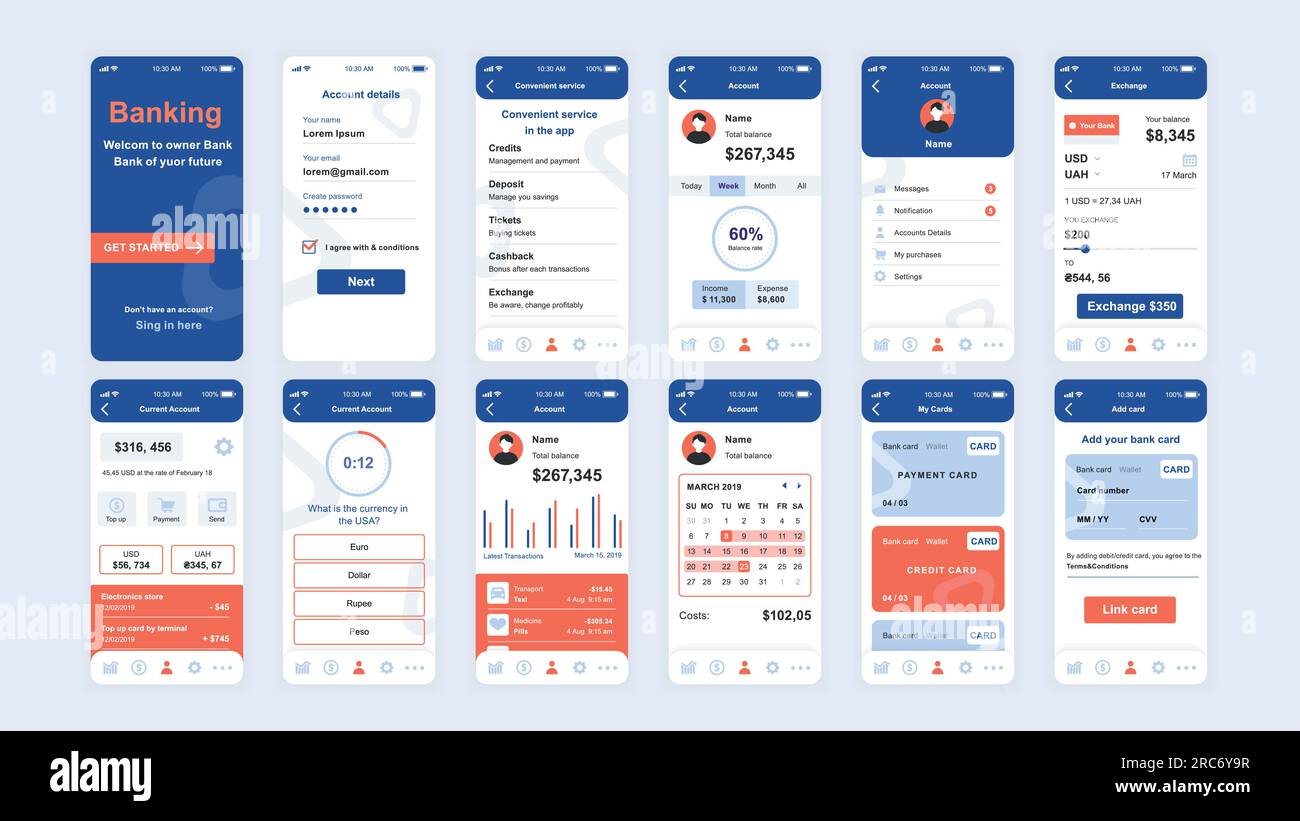 10:30 AM 100%
Banking
Welcom to owner Bank
Bank of yuor future
GET STARTED
Don't have an account?
Sing in here
10:30 AM 100%
Account details
Your name
Lorem Ipsum
Your email
lorem@gmail.com
Create password
I agree with & conditions
Next
10:30 AM 100%
Convenient service
Convenient service
in the app
Credits
Management and payment
Deposit
Manage you savings
Tickets
Buying tickets
Cashback
Bonus after each transactions
Exchange
Be aware, change profitably
10:30 AM 100%
Account
Name
Total balance
$267,345
Today Week Month All
60%
Balance rate
Income Expense
$ 11,300 $8,600
10:30 AM 100%
Account
Name
Messages 3
Notification 5
Accounts Details
My purchases
Settings
10:30 AM 100%
Exchange
Your Bank
Your balance
$8,345
USD
UAH 17 March
1 USD = 27,34 UAH
YOU EXCHANGE
$200
TO
₴544, 56
Exchange $350
10:30 AM 100%
Current Account
$316, 456
45,45 USD at the rate of February 18
Top up Payment Send
USD UAH
$56, 734 ₴345, 67
Electronics store
12/02/2019 - $45
Top up card by terminal
12/02/2019 + $745
10:30 AM 100%
Current Account
0:12
What is the currency in
the USA?
Euro
Dollar
Rupee
Peso
10:30 AM 100%
Account
Name
Total balance
$267,345
Latest Transactions March 15, 2019
Transport -$15.45
Taxi 4 Aug 9:15 am
Medicine -$305.34
Pills 4 Aug 9:15 am
10:30 AM 100%
Account
Name
Total balance
MARCH 2019
SU MO TU WE TH FR SA
30 31 1 2 3 4 5
6 7 8 9 10 11 12
13 14 15 16 17 18 19
20 21 22 23 24 25 26
27 28 29 30 31 1 2
Costs: $102,05
10:30 AM 100%
My Cards
Bank card Wallet CARD
PAYMENT CARD
04 / 03
Bank card Wallet CARD
CREDIT CARD
04 / 03
Bank card Wallet CARD
10:30 AM 100%
Add card
Add your bank card
Bank card Wallet CARD
Card number
MM / YY CVV
By adding debit/credit card, you agree to the
Terms&Conditions
Link card
a
alamy
a
alamy
a
alamy
a
alamy
a
alamy
a
alamy
Image ID: 2RC6Y9R
www.alamy.com